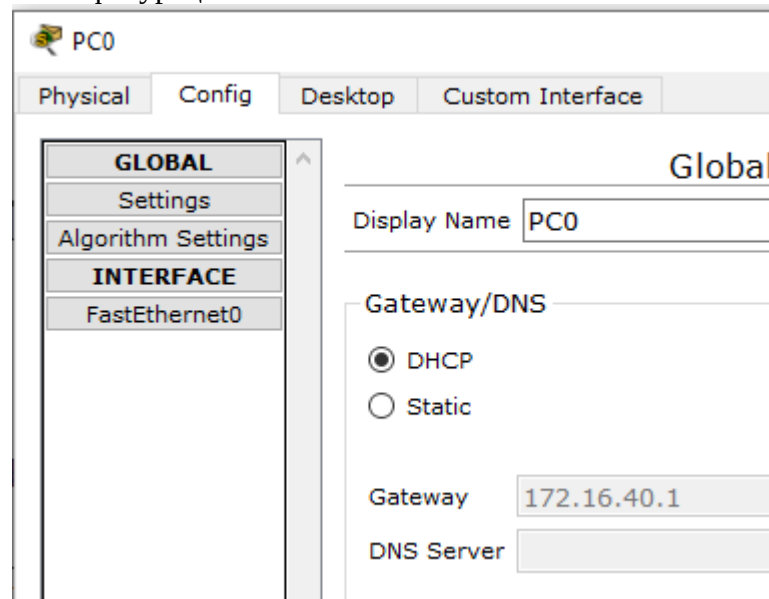 PC0
Physical Config Desktop Custom Interface
GLOBAL
Settings
Algorithm Settings
INTERFACE
FastEthernet0
Global
Display Name PC0
Gateway/DNS
DHCP
Static
Gateway 172.16.40.1
DNS Server